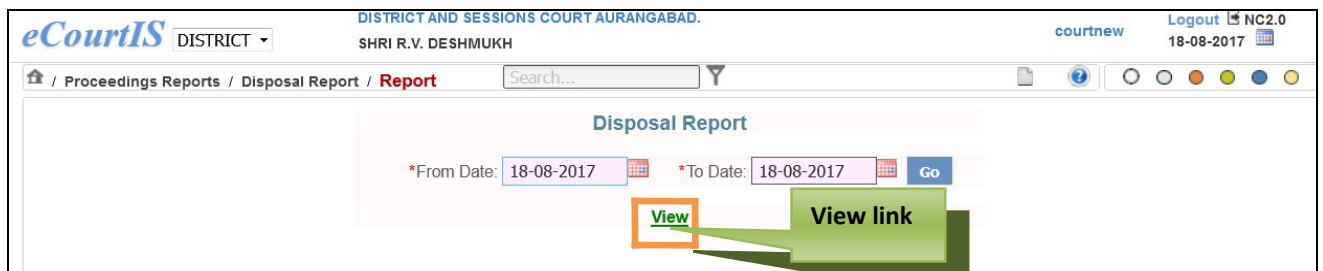 DISTRICT AND SESSIONS COURT AURANGABAD.
eCourtIS DISTRICT
SHRI R.V. DESHMUKH
courtnew
Logout NC2.0
18-08-2017
/ Proceedings Reports / Disposal Report / Report
Search...
Disposal Report
*From Date: 18-08-2017 *To Date: 18-08-2017 Go
View
View link